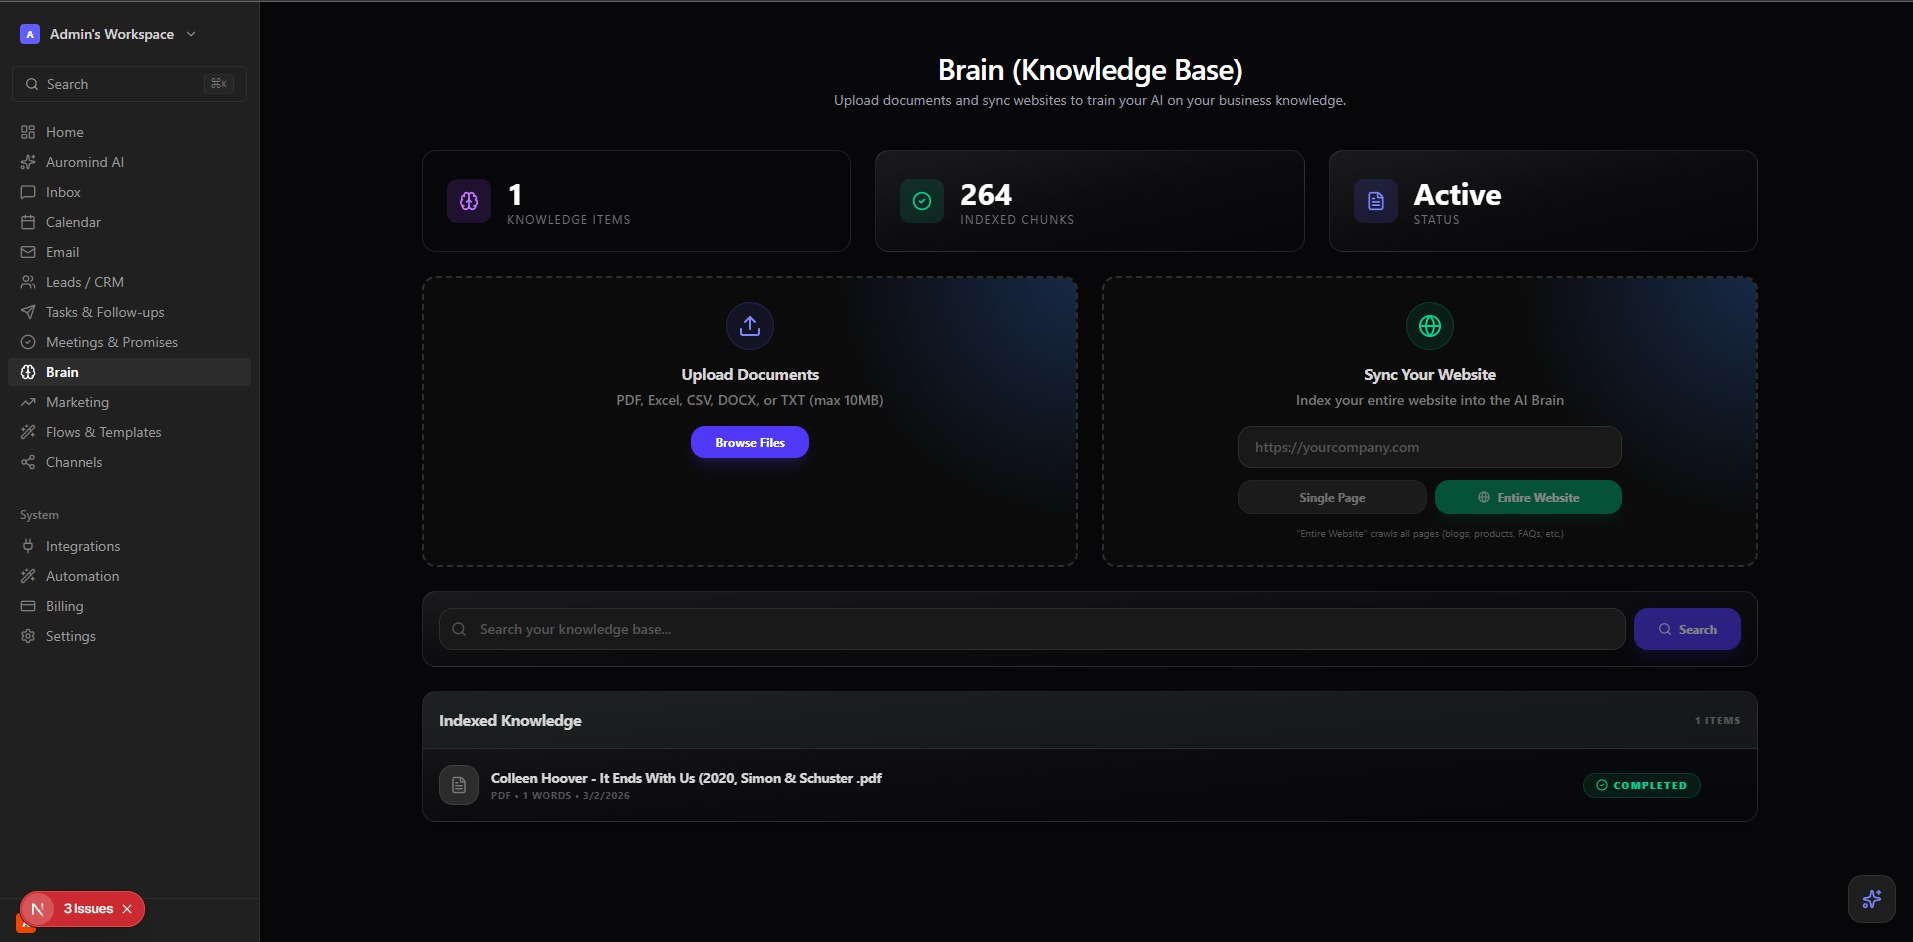 A Admin's Workspace
Search ⌘K
Home
Auromind AI
Inbox
Calendar
Email
Leads / CRM
Tasks & Follow-ups
Meetings & Promises
Brain
Marketing
Flows & Templates
Channels
System
Integrations
Automation
Billing
Settings
N 3 Issues
Brain (Knowledge Base)
Upload documents and sync websites to train your AI on your business knowledge.
1
KNOWLEDGE ITEMS
264
INDEXED CHUNKS
Active
STATUS
Upload Documents
PDF, Excel, CSV, DOCX, or TXT (max 10MB)
Browse Files
Sync Your Website
Index your entire website into the AI Brain
https://yourcompany.com
Single Page Entire Website
"Entire Website" crawls all pages (blogs, products, FAQs, etc.)
Search your knowledge base... Search
Indexed Knowledge 1 ITEMS
Colleen Hoover - It Ends With Us (2020, Simon & Schuster .pdf
PDF • 1 WORDS • 3/2/2026
COMPLETED